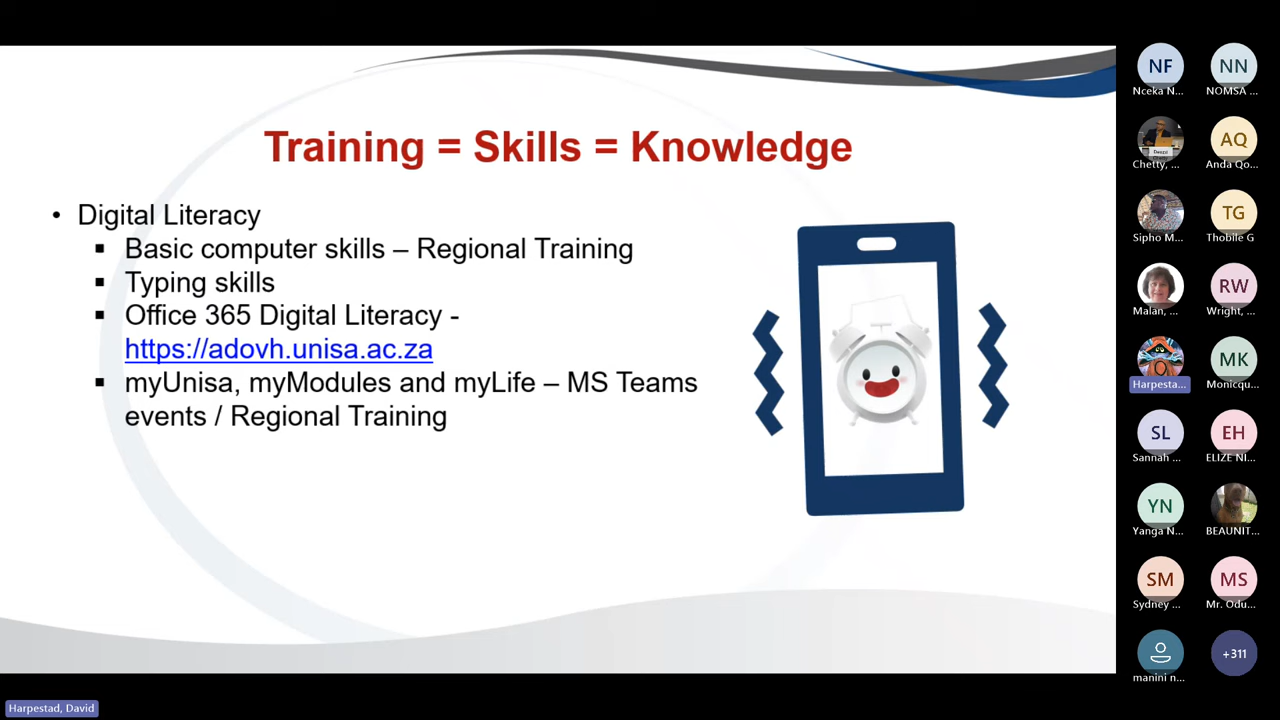 Training = Skills = Knowledge
• Digital Literacy
▪ Basic computer skills – Regional Training
▪ Typing skills
▪ Office 365 Digital Literacy -
https://adovh.unisa.ac.za
▪ myUnisa, myModules and myLife – MS Teams
events / Regional Training
NF
Nceka N...
NN
NOMSA ...
Chetty, ...
AQ
Anda Qo...
Sipho M...
TG
Thobile G
Malan, ...
RW
Wright, ...
Harpesta...
MK
Monicqu...
SL
Sannah ...
EH
ELIZE NI...
YN
Yanga N...
BEAUNIT...
SM
Sydney ...
MS
Mr. Odu...
manini n...
+311
Harpestad, David